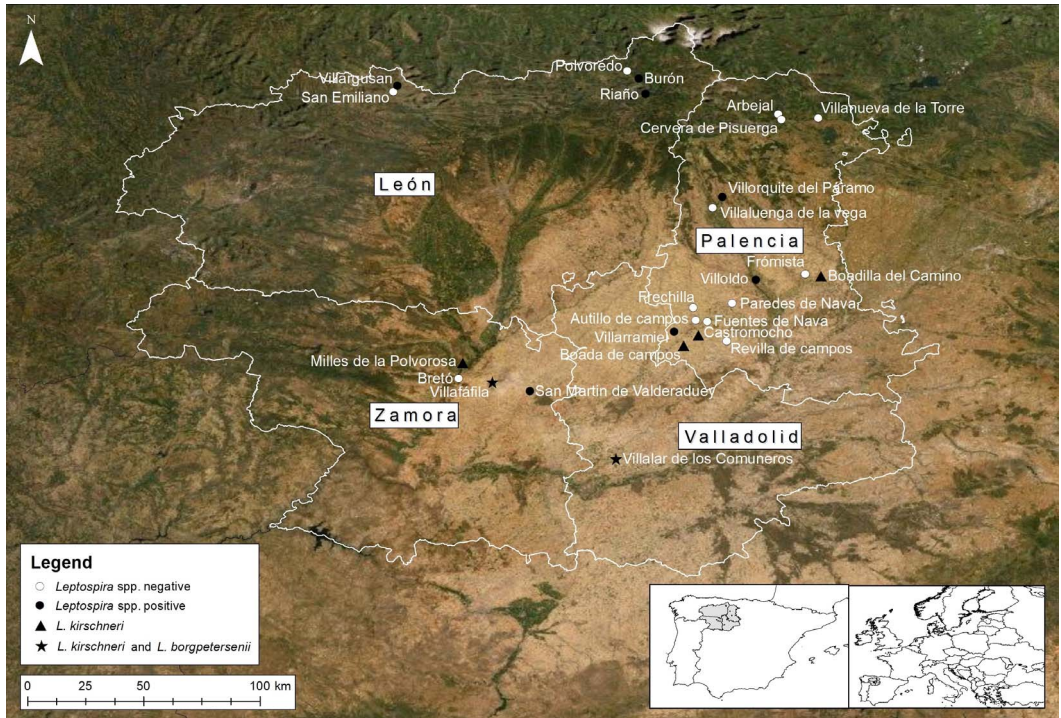 N
Polvoredo
Burón
Villargusan
San Emiliano
Riaño
Arbejal
Villanueva de la Torre
Cervera de Pisuerga
León
Villorquite del Páramo
Villaluenga de la vega
Palencia
Frómista
Villoldo
Boadilla del Camino
Frechilla
Paredes de Nava
Autillo de campos
Fuentes de Nava
Villarramiel
Castromocho
Revilla de campos
Boada de campos
Milles de la Polvorosa
Bretó
Villafáfila
San Martin de Valderaduey
Zamora
Valladolid
Villalar de los Comuneros
Legend
Leptospira spp. negative
Leptospira spp. positive
L. kirschneri
L. kirschneri and L. borgpetersenii
0 25 50 100 km